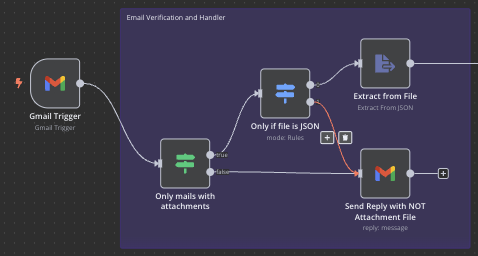 Email Verification and Handler
Gmail Trigger
Gmail Trigger
Only if file is JSON
mode: Rules
Extract from File
Extract From JSON
true
false
Only mails with
attachments
Send Reply with NOT
Attachment File
reply: message